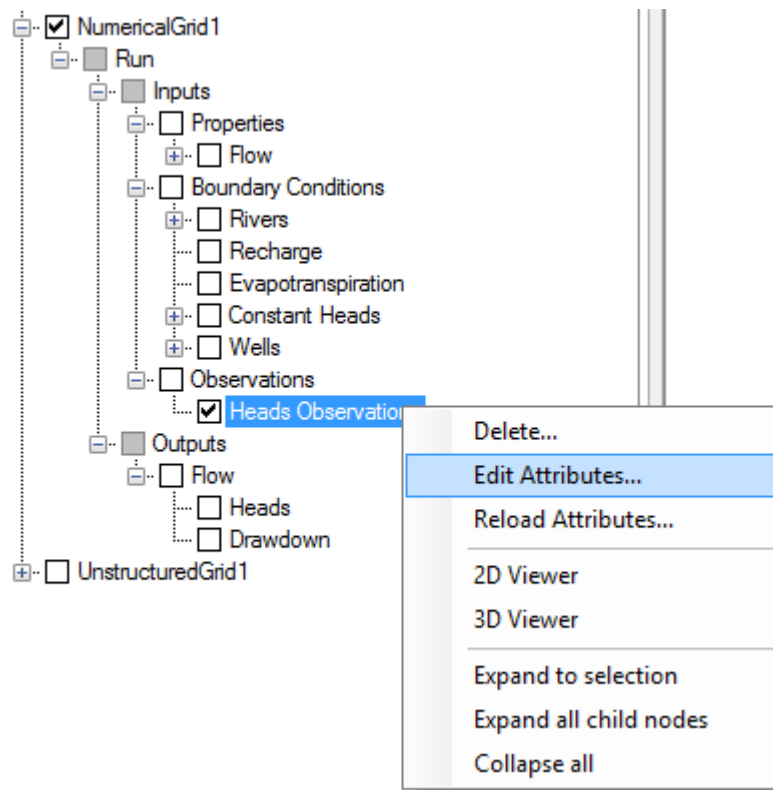 NumericalGrid1
Run
Inputs
Properties
Flow
Boundary Conditions
Rivers
Recharge
Evapotranspiration
Constant Heads
Wells
Observations
Heads Observation
Outputs
Flow
Heads
Drawdown
UnstructuredGrid1
Delete...
Edit Attributes...
Reload Attributes...
2D Viewer
3D Viewer
Expand to selection
Expand all child nodes
Collapse all